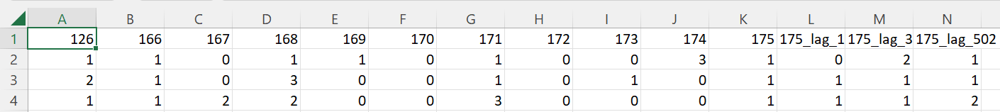 A B C D E F G H I J K L M N
1 126 166 167 168 169 170 171 172 173 174 175 175_lag_1 175_lag_3 175_lag_502
2 1 1 0 1 1 0 1 0 0 3 1 0 2 1
3 2 1 0 3 0 0 1 0 1 0 1 1 1 1
4 1 1 2 2 0 0 3 0 0 0 1 1 1 2